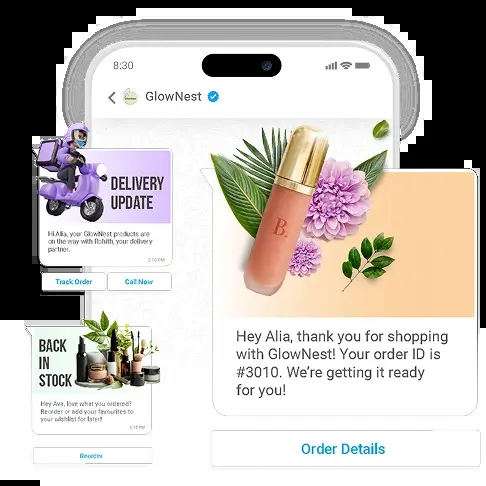 8:30
GlowNest
DELIVERY
UPDATE
Hi Alia, your GlowNest products are
on the way with Rohith, your delivery
partner.
2:10 PM
Track Order
Call Now
B.
Hey Alia, thank you for shopping
with GlowNest! Your order ID is
#3010. We're getting it ready
for you!
Order Details
BACK
IN
STOCK
Hey Ava, love what you ordered?
Reorder or add your favourites to
your wishlist for later!
Reorder